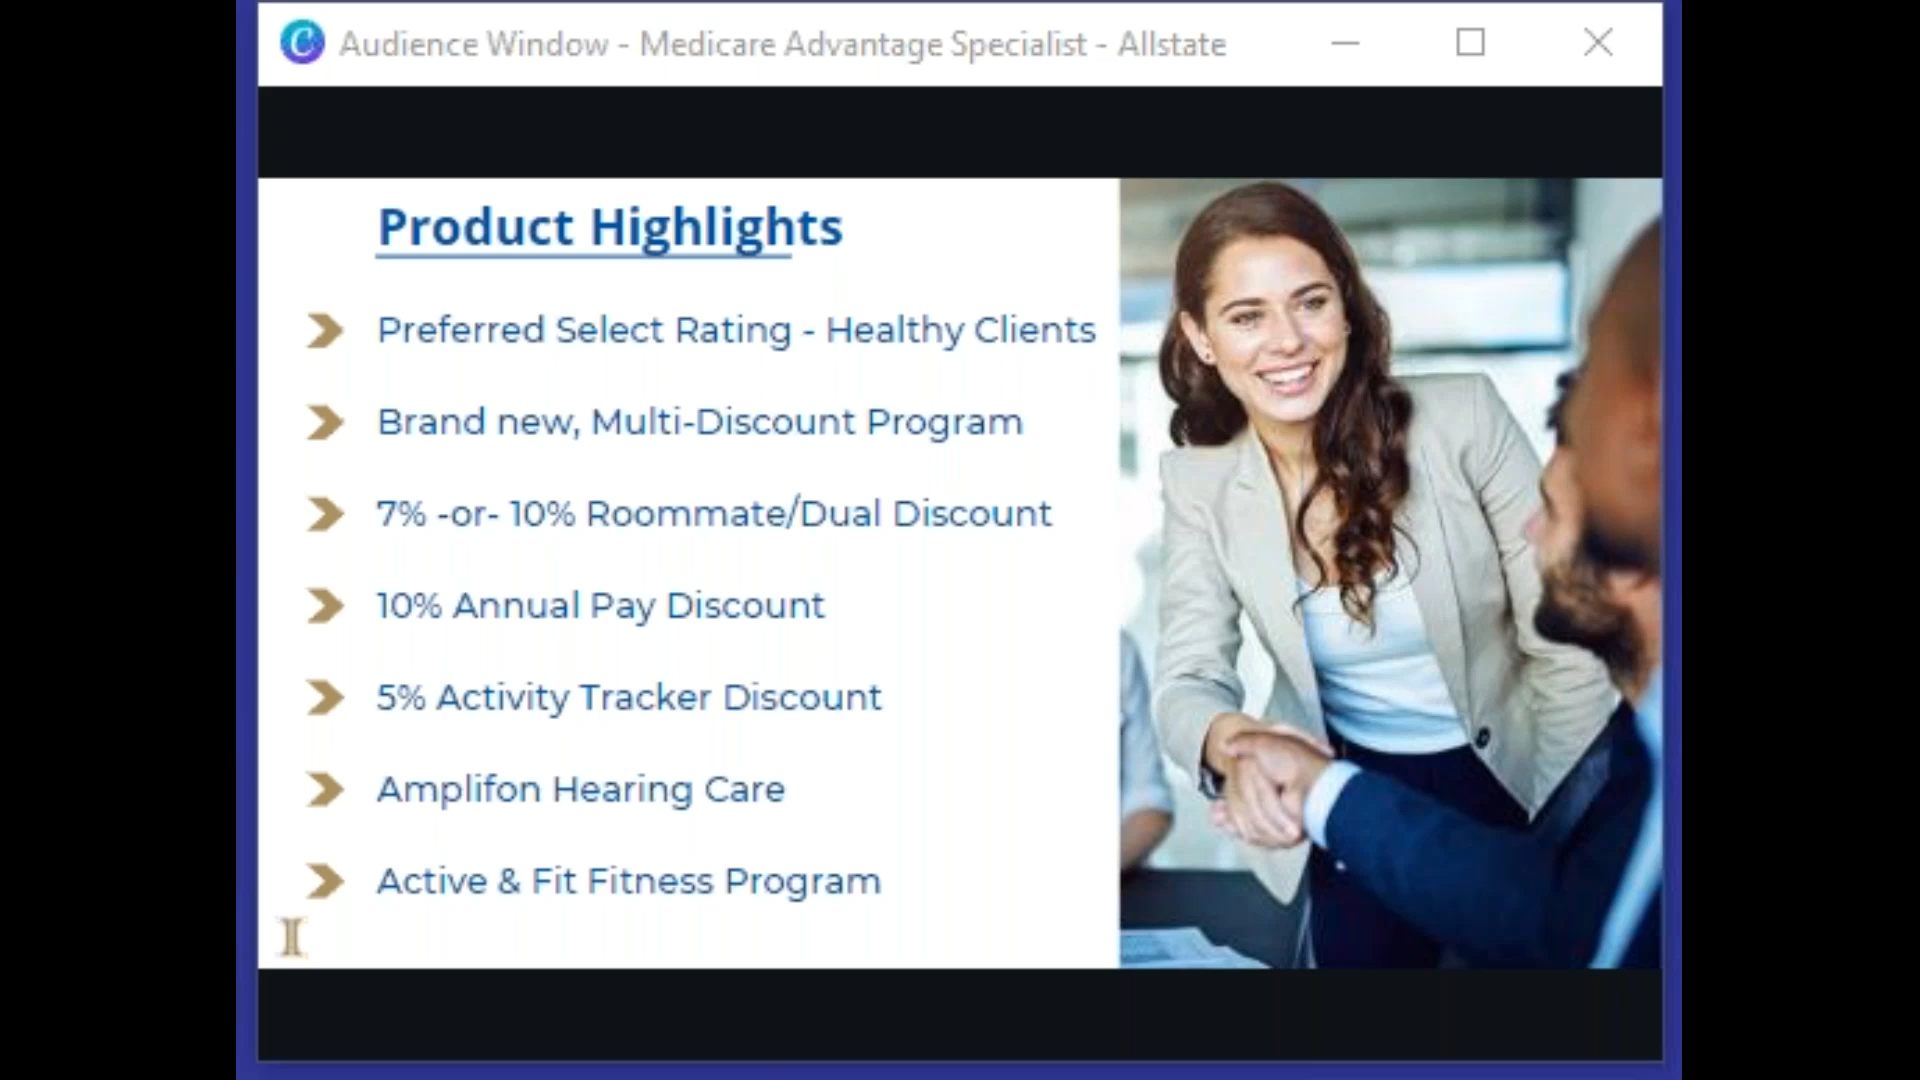 Audience Window - Medicare Advantage Specialist - Allstate
Product Highlights
Preferred Select Rating - Healthy Clients
Brand new, Multi-Discount Program
7% -or- 10% Roommate/Dual Discount
10% Annual Pay Discount
5% Activity Tracker Discount
Amplifon Hearing Care
Active & Fit Fitness Program